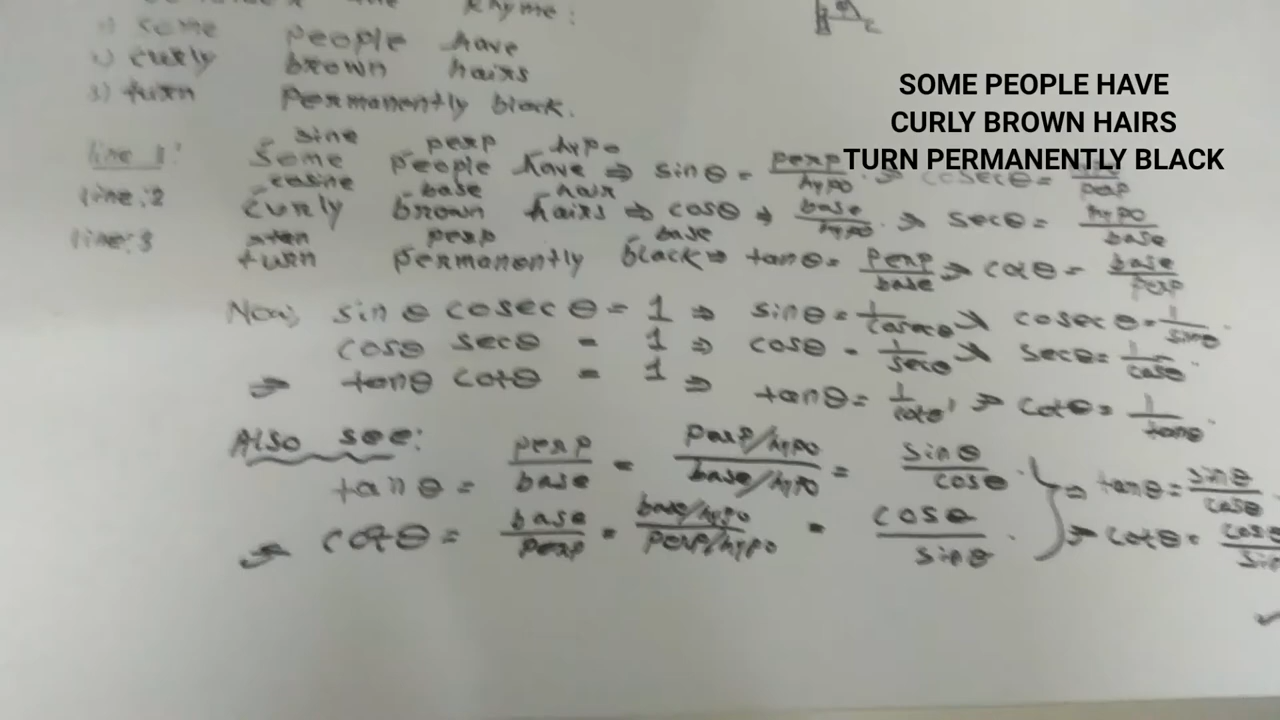 the rhyme:
1) some people have
2) curly brown hairs
3) turn permanently black.
SOME PEOPLE HAVE
CURLY BROWN HAIRS
TURN PERMANENTLY BLACK
sine perp hypo
line 1: some people have ⇒ sinθ = perp/hypo ⇒ cosecθ = hypo/perp
cosine base
line:2 curly brown hairs ⇒ cosθ ⇒ base/hypo. ⇒ secθ = hypo/base
perp base
line:3 turn permanently black ⇒ tanθ = perp/base ⇒ cotθ = base/perp
Now, sinθ cosecθ = 1 ⇒ sinθ = 1/cosecθ ⇒ cosecθ = 1/sinθ.
cosθ secθ = 1 ⇒ cosθ = 1/secθ ⇒ secθ = 1/cosθ.
⇒ tanθ cotθ = 1 ⇒ tanθ = 1/cotθ, ⇒ cotθ = 1/tanθ.
Also see:
tanθ = perp/base = (perp/hypo)/(base/hypo) = sinθ/cosθ. ⇒ tanθ = sinθ/cosθ
⇒ cotθ = base/perp = (base/hypo)/(perp/hypo) = cosθ/sinθ. ⇒ cotθ =